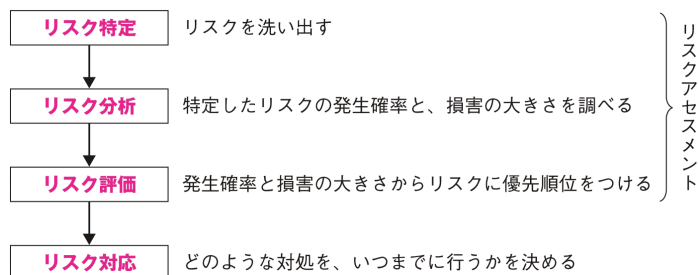 リスク特定 リスクを洗い出す
リスク分析 特定したリスクの発生確率と、損害の大きさを調べる
リスク評価 発生確率と損害の大きさからリスクに優先順位をつける
リスク対応 どのような対処を、いつまでに行うかを決める
リスクアセスメント